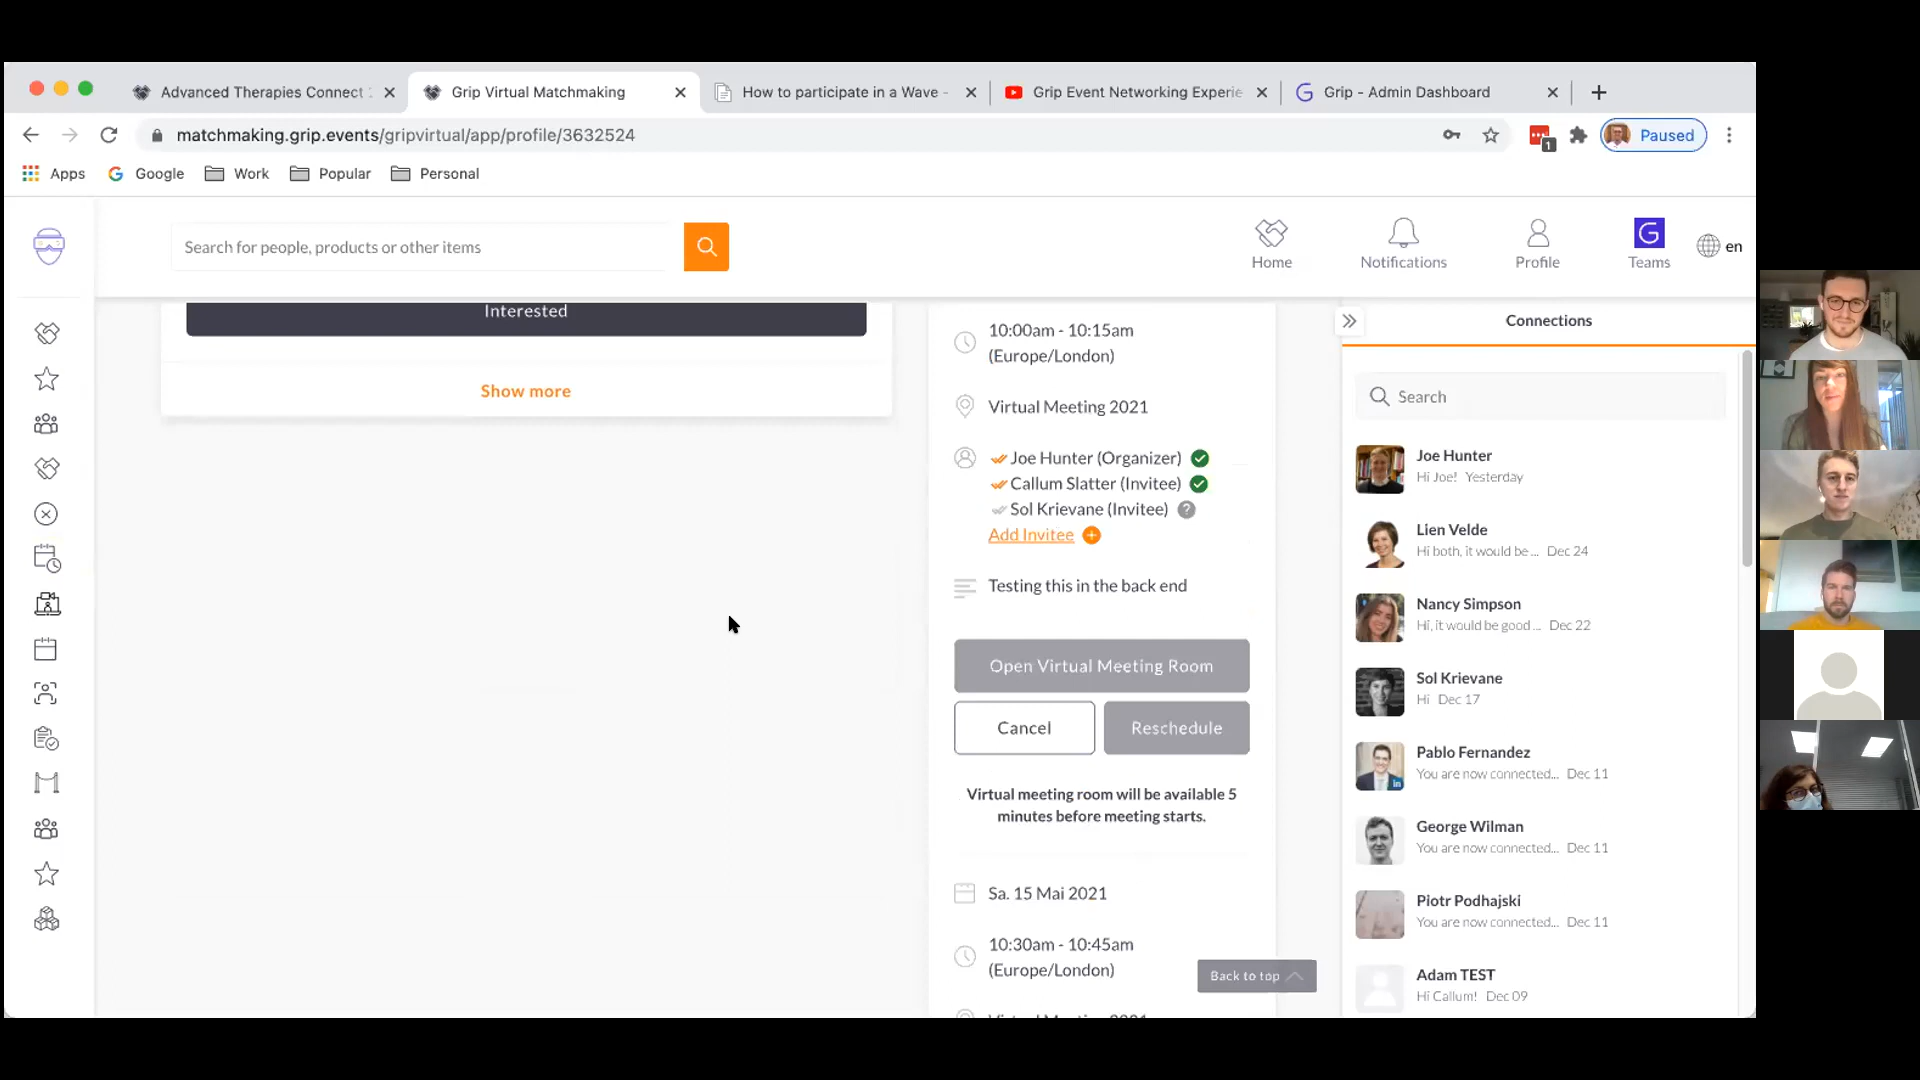 Advanced Therapies Connect
Grip Virtual Matchmaking
How to participate in a Wave -
Grip Event Networking Experie
Grip - Admin Dashboard
matchmaking.grip.events/gripvirtual/app/profile/3632524
1
Paused
Apps
Google
Work
Popular
Personal
Search for people, products or other items
Home
Notifications
Profile
G
Teams
en
Interested
Show more
10:00am - 10:15am
(Europe/London)
Virtual Meeting 2021
Joe Hunter (Organizer)
Callum Slatter (Invitee)
Sol Krievane (Invitee) ?
Add Invitee
Testing this in the back end
Open Virtual Meeting Room
Cancel
Reschedule
Virtual meeting room will be available 5
minutes before meeting starts.
Sa. 15 Mai 2021
10:30am - 10:45am
(Europe/London)
Back to top
Connections
Search
Joe Hunter
Hi Joe! Yesterday
Lien Velde
Hi both, it would be ... Dec 24
Nancy Simpson
Hi, it would be good ... Dec 22
Sol Krievane
Hi Dec 17
Pablo Fernandez
You are now connected... Dec 11
in
George Wilman
You are now connected... Dec 11
Piotr Podhajski
You are now connected... Dec 11
Adam TEST
Hi Callum! Dec 09